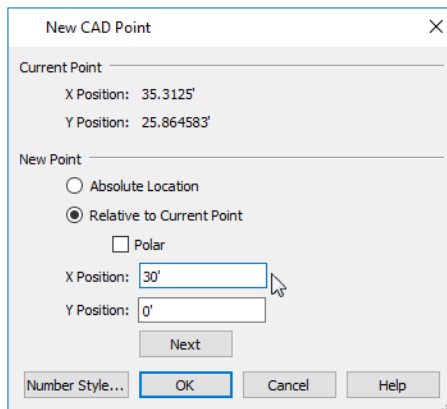 New CAD Point
Current Point
X Position: 35.3125'
Y Position: 25.864583'
New Point
Absolute Location
Relative to Current Point
Polar
X Position: 30'
Y Position: 0'
Next
Number Style... OK Cancel Help